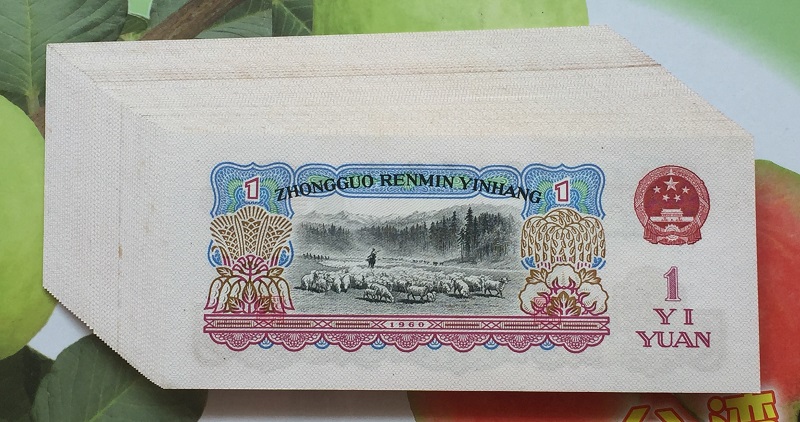 1
ZHONGGUO RENMIN YINHANG
1
1960
1
YI
YUAN